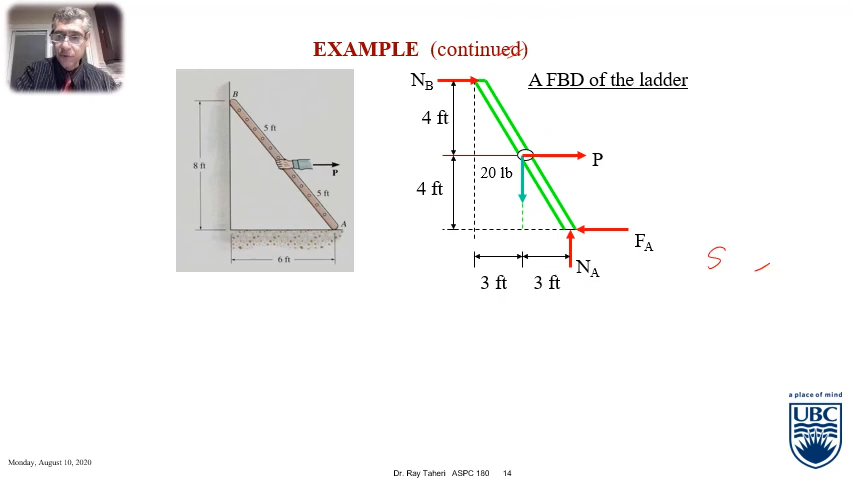 EXAMPLE (continued)
B
5 ft
8 ft
P
5 ft
A
6 ft
A FBD of the ladder
N_B
4 ft
P
20 lb
4 ft
F_A
N_A
3 ft 3 ft
S
a place of mind
UBC
Monday, August 10, 2020
Dr. Ray Taheri ASPC 180 14